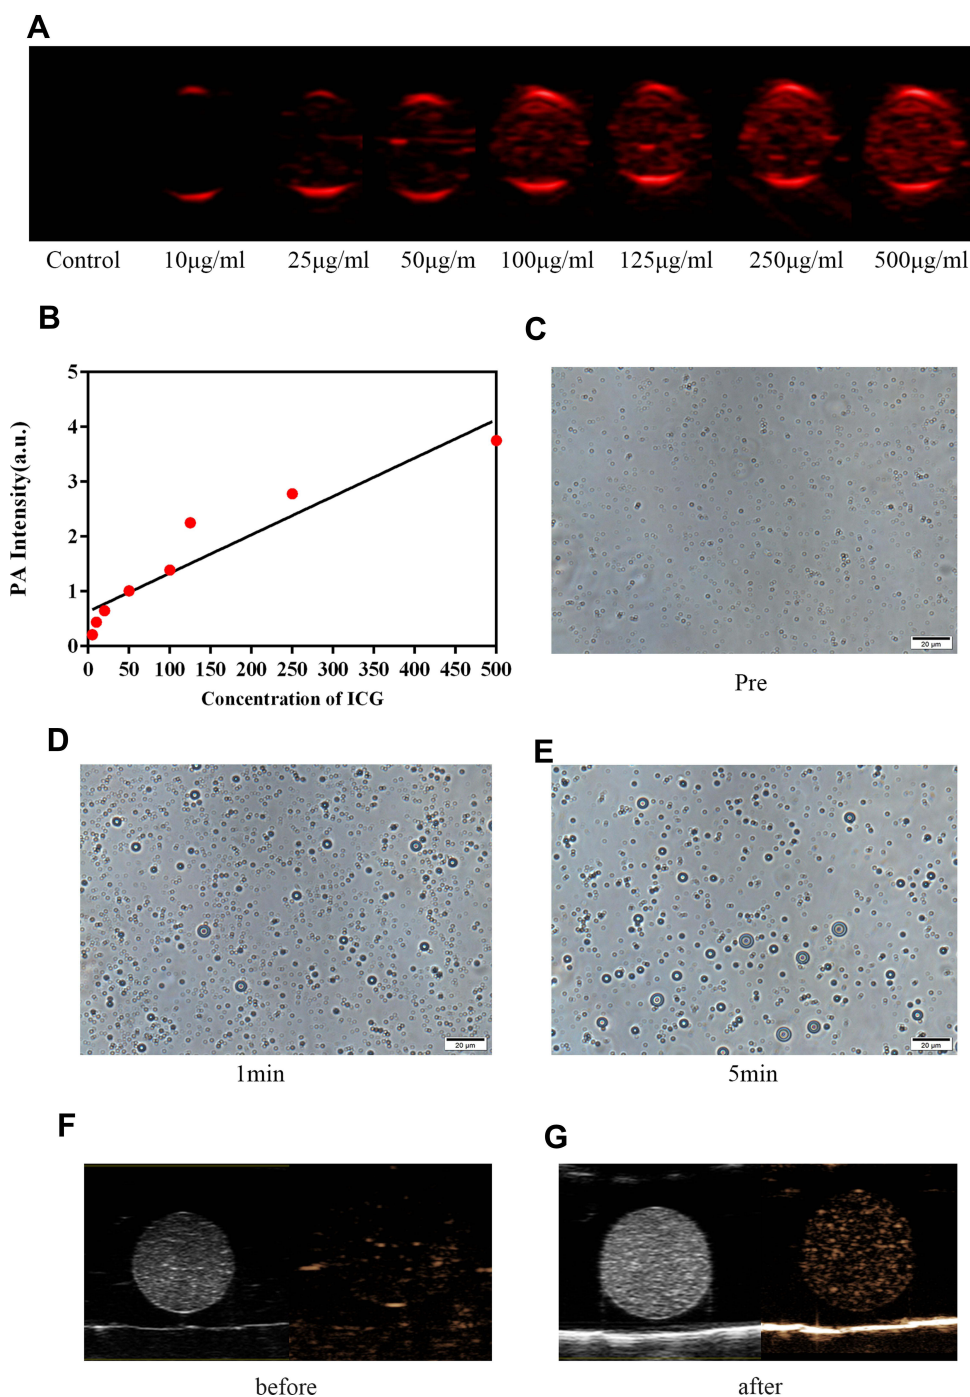 A
Control 10μg/ml 25μg/ml 50μg/m 100μg/ml 125μg/ml 250μg/ml 500μg/ml
B
5
4
3
2
1
0
PA Intensity(a.u.)
0 50 100 150 200 250 300 350 400 450 500
Concentration of ICG
C
20 μm
Pre
D
20 μm
1min
E
20 μm
5min
F
before
G
after